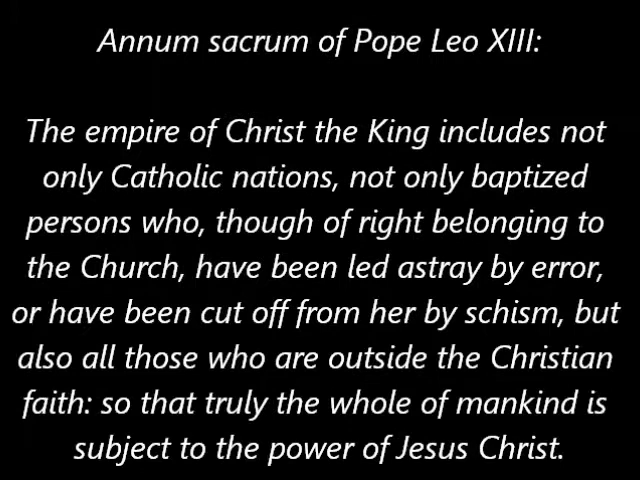 Annum sacrum of Pope Leo XIII:
The empire of Christ the King includes not
only Catholic nations, not only baptized
persons who, though of right belonging to
the Church, have been led astray by error,
or have been cut off from her by schism, but
also all those who are outside the Christian
faith: so that truly the whole of mankind is
subject to the power of Jesus Christ.